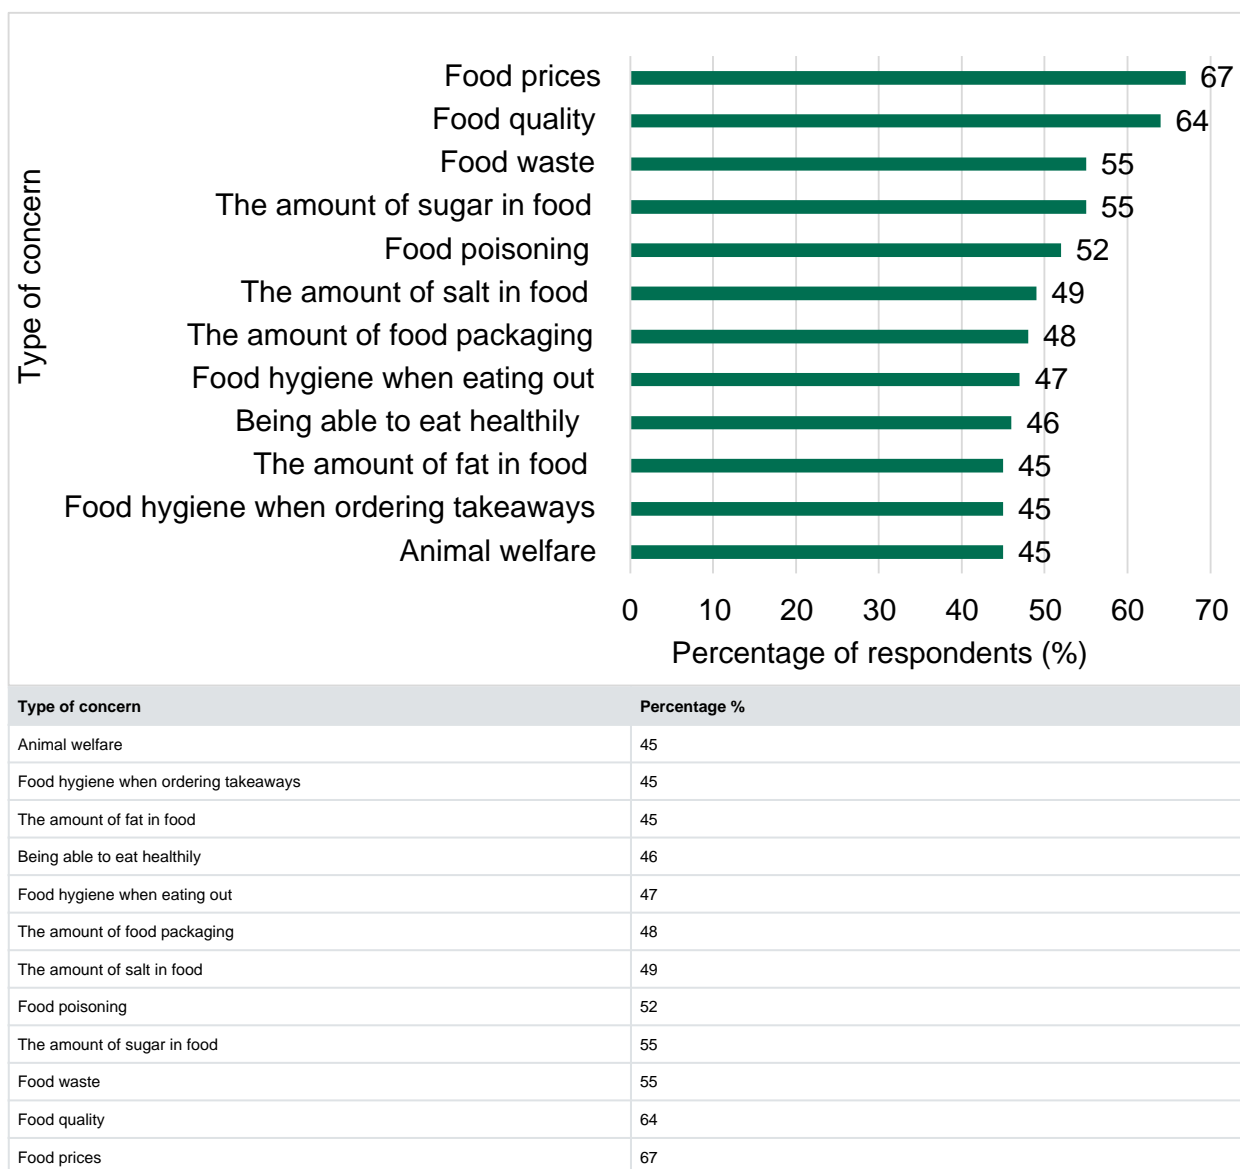 Type of concern
Food prices 67
Food quality 64
Food waste 55
The amount of sugar in food 55
Food poisoning 52
The amount of salt in food 49
The amount of food packaging 48
Food hygiene when eating out 47
Being able to eat healthily 46
The amount of fat in food 45
Food hygiene when ordering takeaways 45
Animal welfare 45
0 10 20 30 40 50 60 70
Percentage of respondents (%)
Type of concern Percentage %
Animal welfare 45
Food hygiene when ordering takeaways 45
The amount of fat in food 45
Being able to eat healthily 46
Food hygiene when eating out 47
The amount of food packaging 48
The amount of salt in food 49
Food poisoning 52
The amount of sugar in food 55
Food waste 55
Food quality 64
Food prices 67